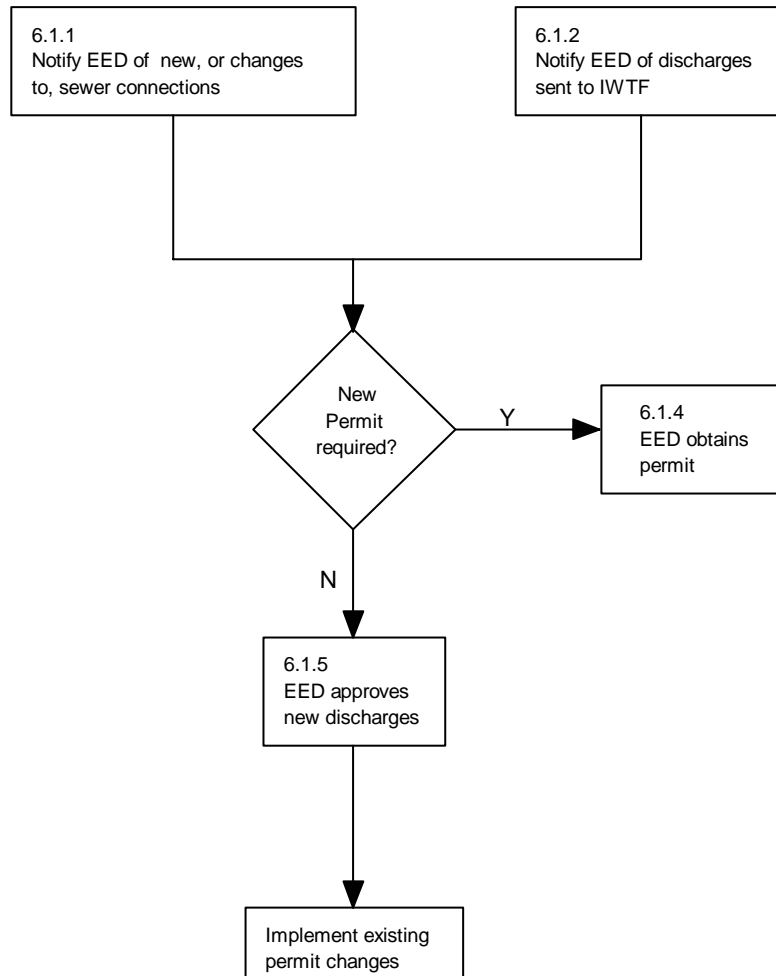 6.1.1
Notify EED of new, or changes
to, sewer connections
6.1.2
Notify EED of discharges
sent to IWTF
New
Permit
required?
Y
6.1.4
EED obtains
permit
N
6.1.5
EED approves
new discharges
Implement existing
permit changes